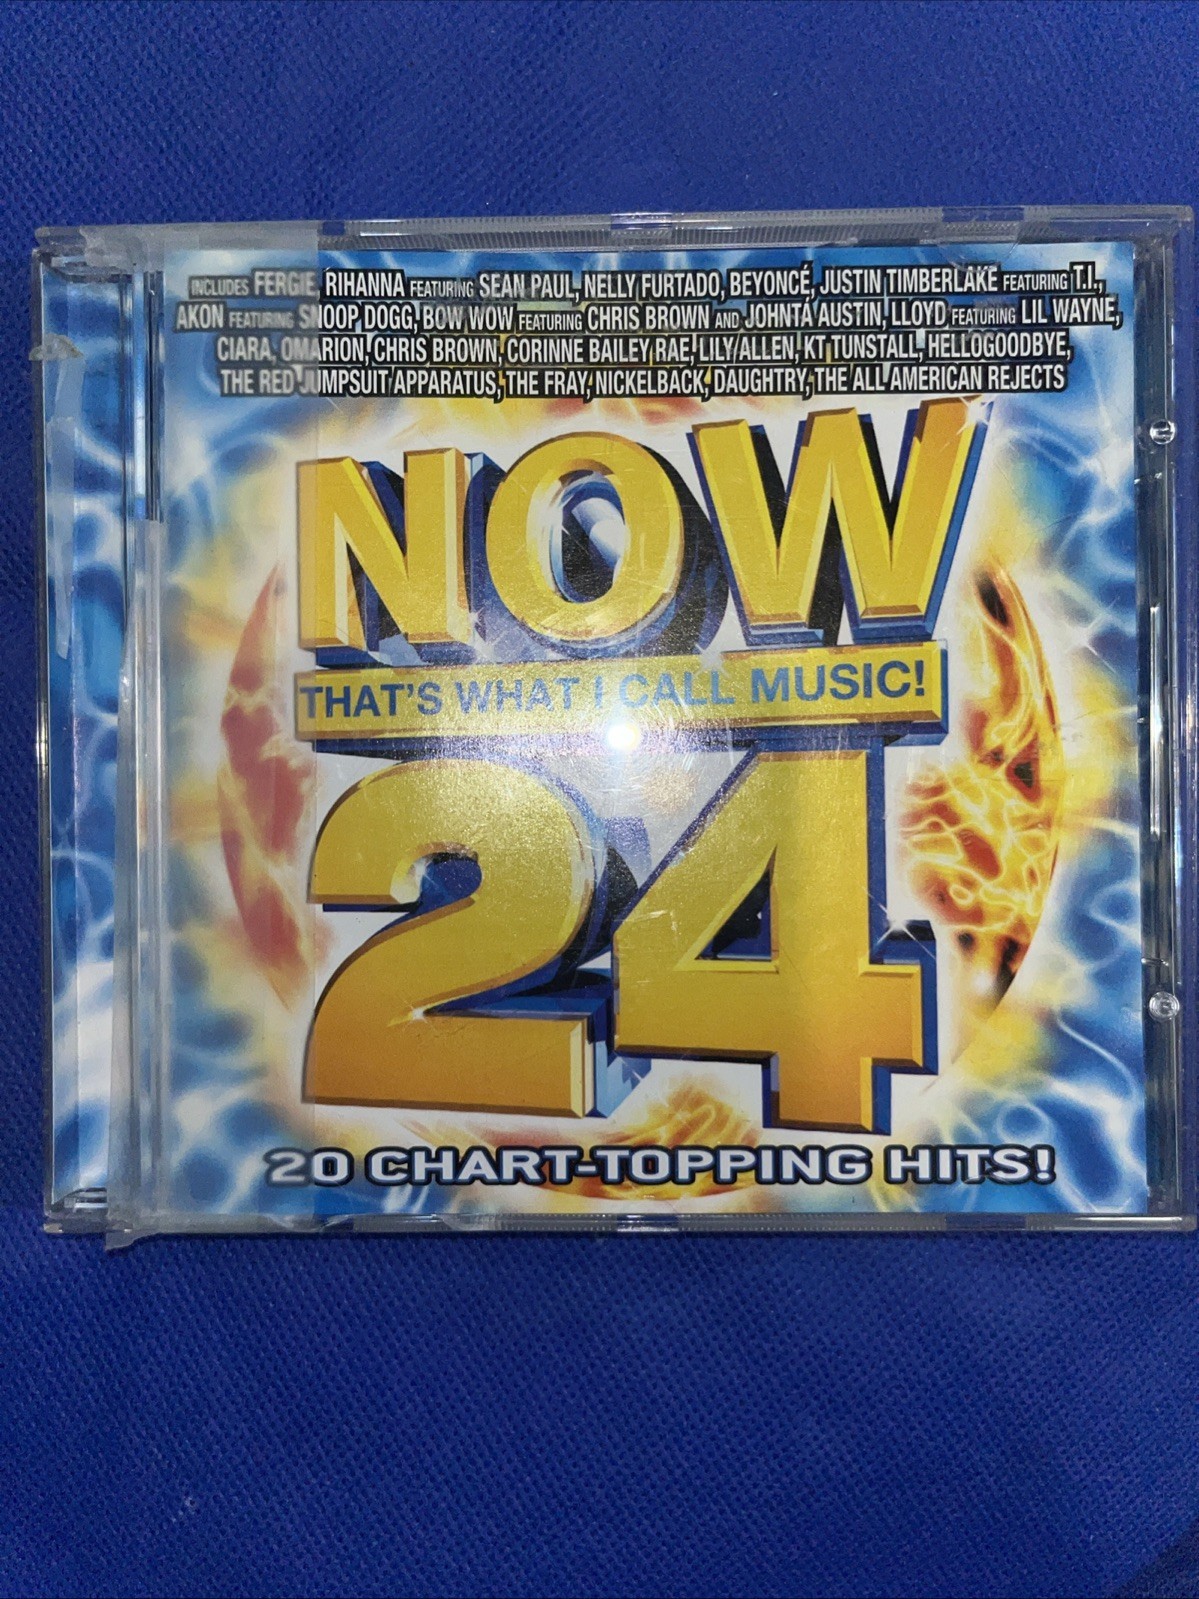 INCLUDES FERGIE, RIHANNA FEATURING SEAN PAUL, NELLY FURTADO, BEYONCÉ, JUSTIN TIMBERLAKE FEATURING T.I.,
AKON FEATURING SNOOP DOGG, BOW WOW FEATURING CHRIS BROWN AND JOHNTÁ AUSTIN, LLOYD FEATURING LIL WAYNE,
CIARA, OMARION, CHRIS BROWN, CORINNE BAILEY RAE, LILY ALLEN, KT TUNSTALL, HELLOGOODBYE,
THE RED JUMPSUIT APPARATUS, THE FRAY, NICKELBACK, DAUGHTRY, THE ALL AMERICAN REJECTS
NOW
THAT'S WHAT I CALL MUSIC!
24
20 CHART-TOPPING HITS!